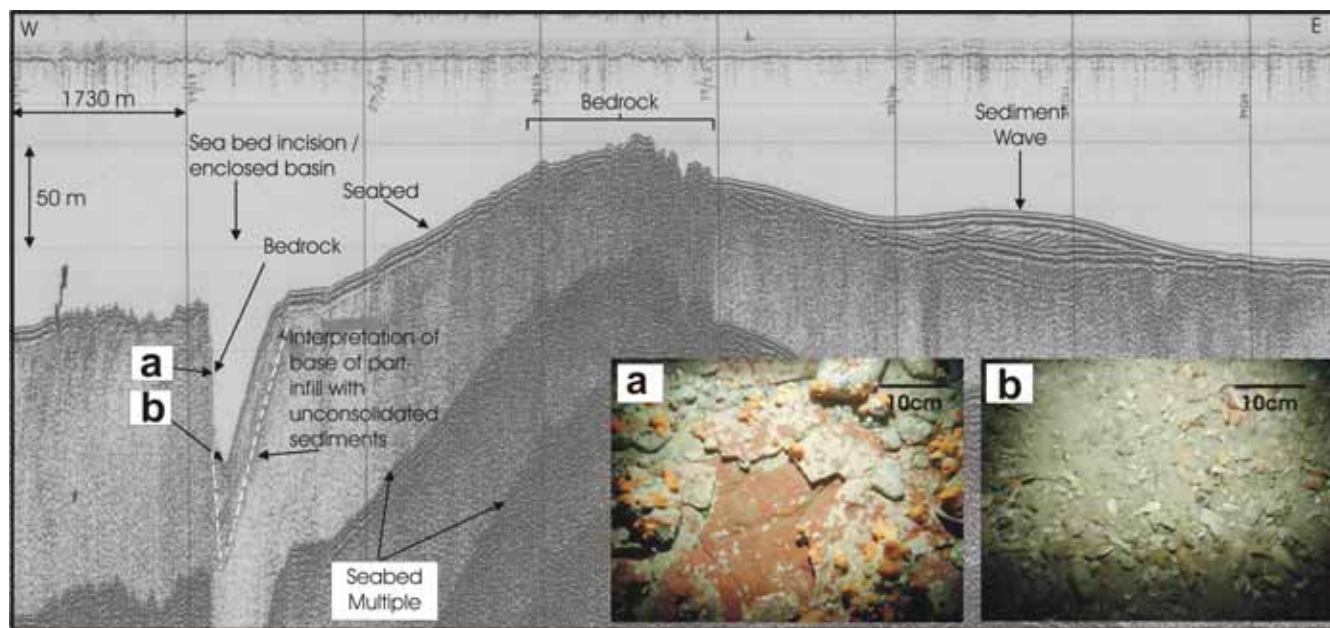 W
E
1730 m
50 m
Sea bed incision /
enclosed basin
Seabed
Bedrock
Bedrock
Sediment
Wave
a
b
Interpretation of
base of part-
infill with
unconsolidated
sediments
Seabed
Multiple
a
10cm
b
10cm